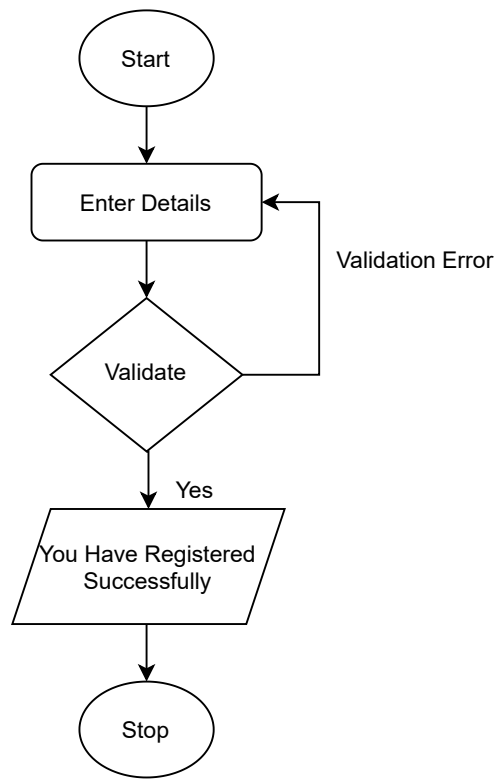 Start
Enter Details
Validation Error
Validate
Yes
You Have Registered
Successfully
Stop